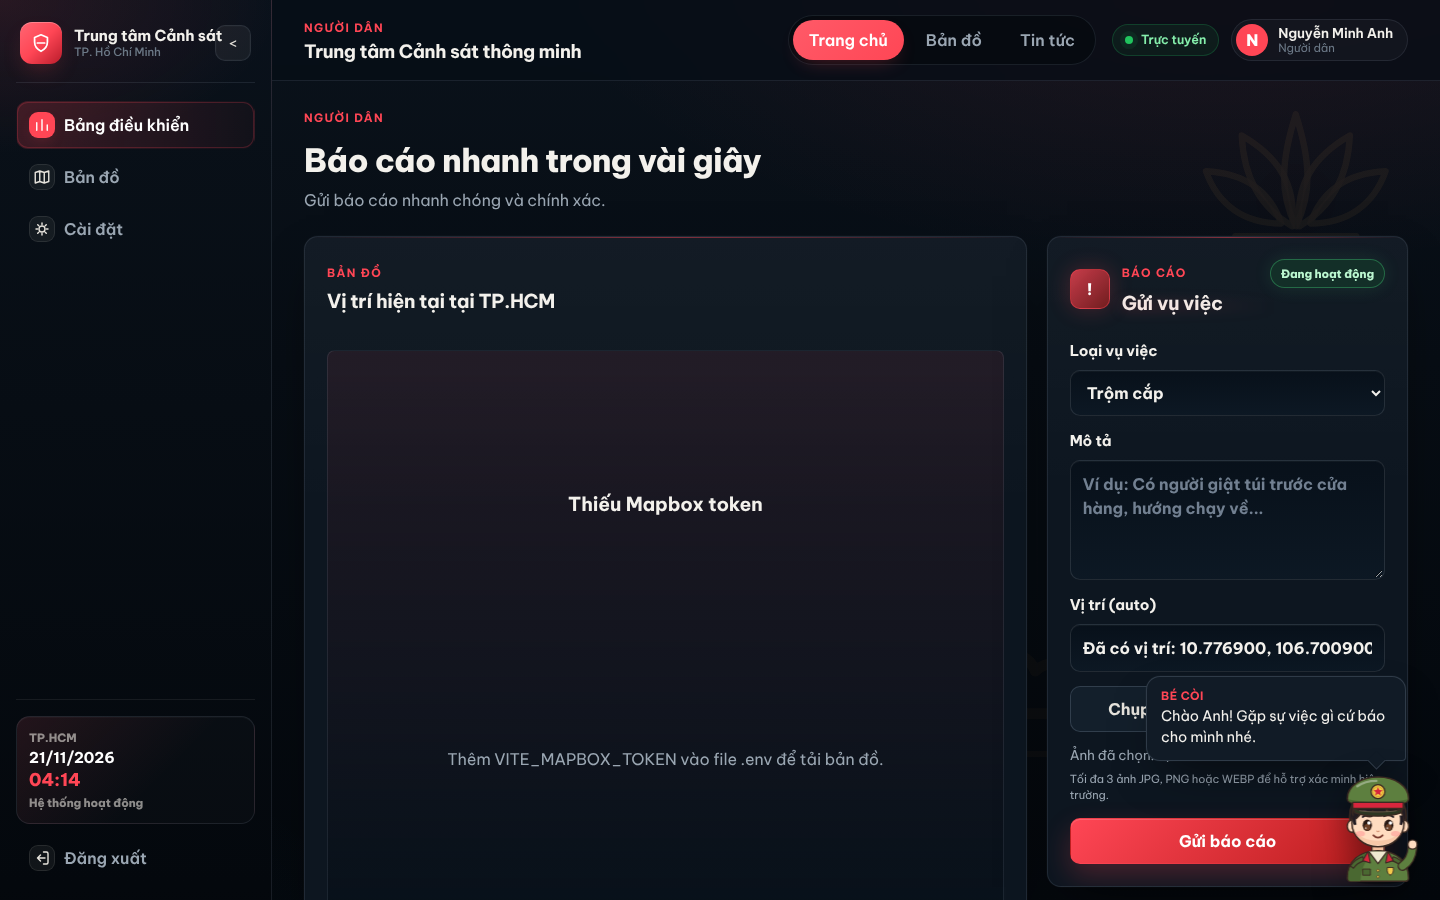 Trung tâm Cảnh sát
TP. Hồ Chí Minh
<
Bảng điều khiển
Bản đồ
Cài đặt
TP.HCM
21/11/2026
04:14
Hệ thống hoạt động
Đăng xuất
NGƯỜI DÂN
Trung tâm Cảnh sát thông minh
Trang chủ
Bản đồ
Tin tức
Trực tuyến
N
Nguyễn Minh Anh
Người dân
NGƯỜI DÂN
Báo cáo nhanh trong vài giây
Gửi báo cáo nhanh chóng và chính xác.
BẢN ĐỒ
Vị trí hiện tại tại TP.HCM
Thiếu Mapbox token
Thêm VITE_MAPBOX_TOKEN vào file .env để tải bản đồ.
!
BÁO CÁO
Gửi vụ việc
Đang hoạt động
Loại vụ việc
Trộm cắp
Mô tả
Ví dụ: Có người giật túi trước cửa
hàng, hướng chạy về...
Vị trí (auto)
Đã có vị trí: 10.776900, 106.700900
Chụp
BÉ CÒI
Chào Anh! Gặp sự việc gì cứ báo
cho mình nhé.
Ảnh đã chọn:
Tối đa 3 ảnh JPG, PNG hoặc WEBP để hỗ trợ xác minh
trường.
Gửi báo cáo